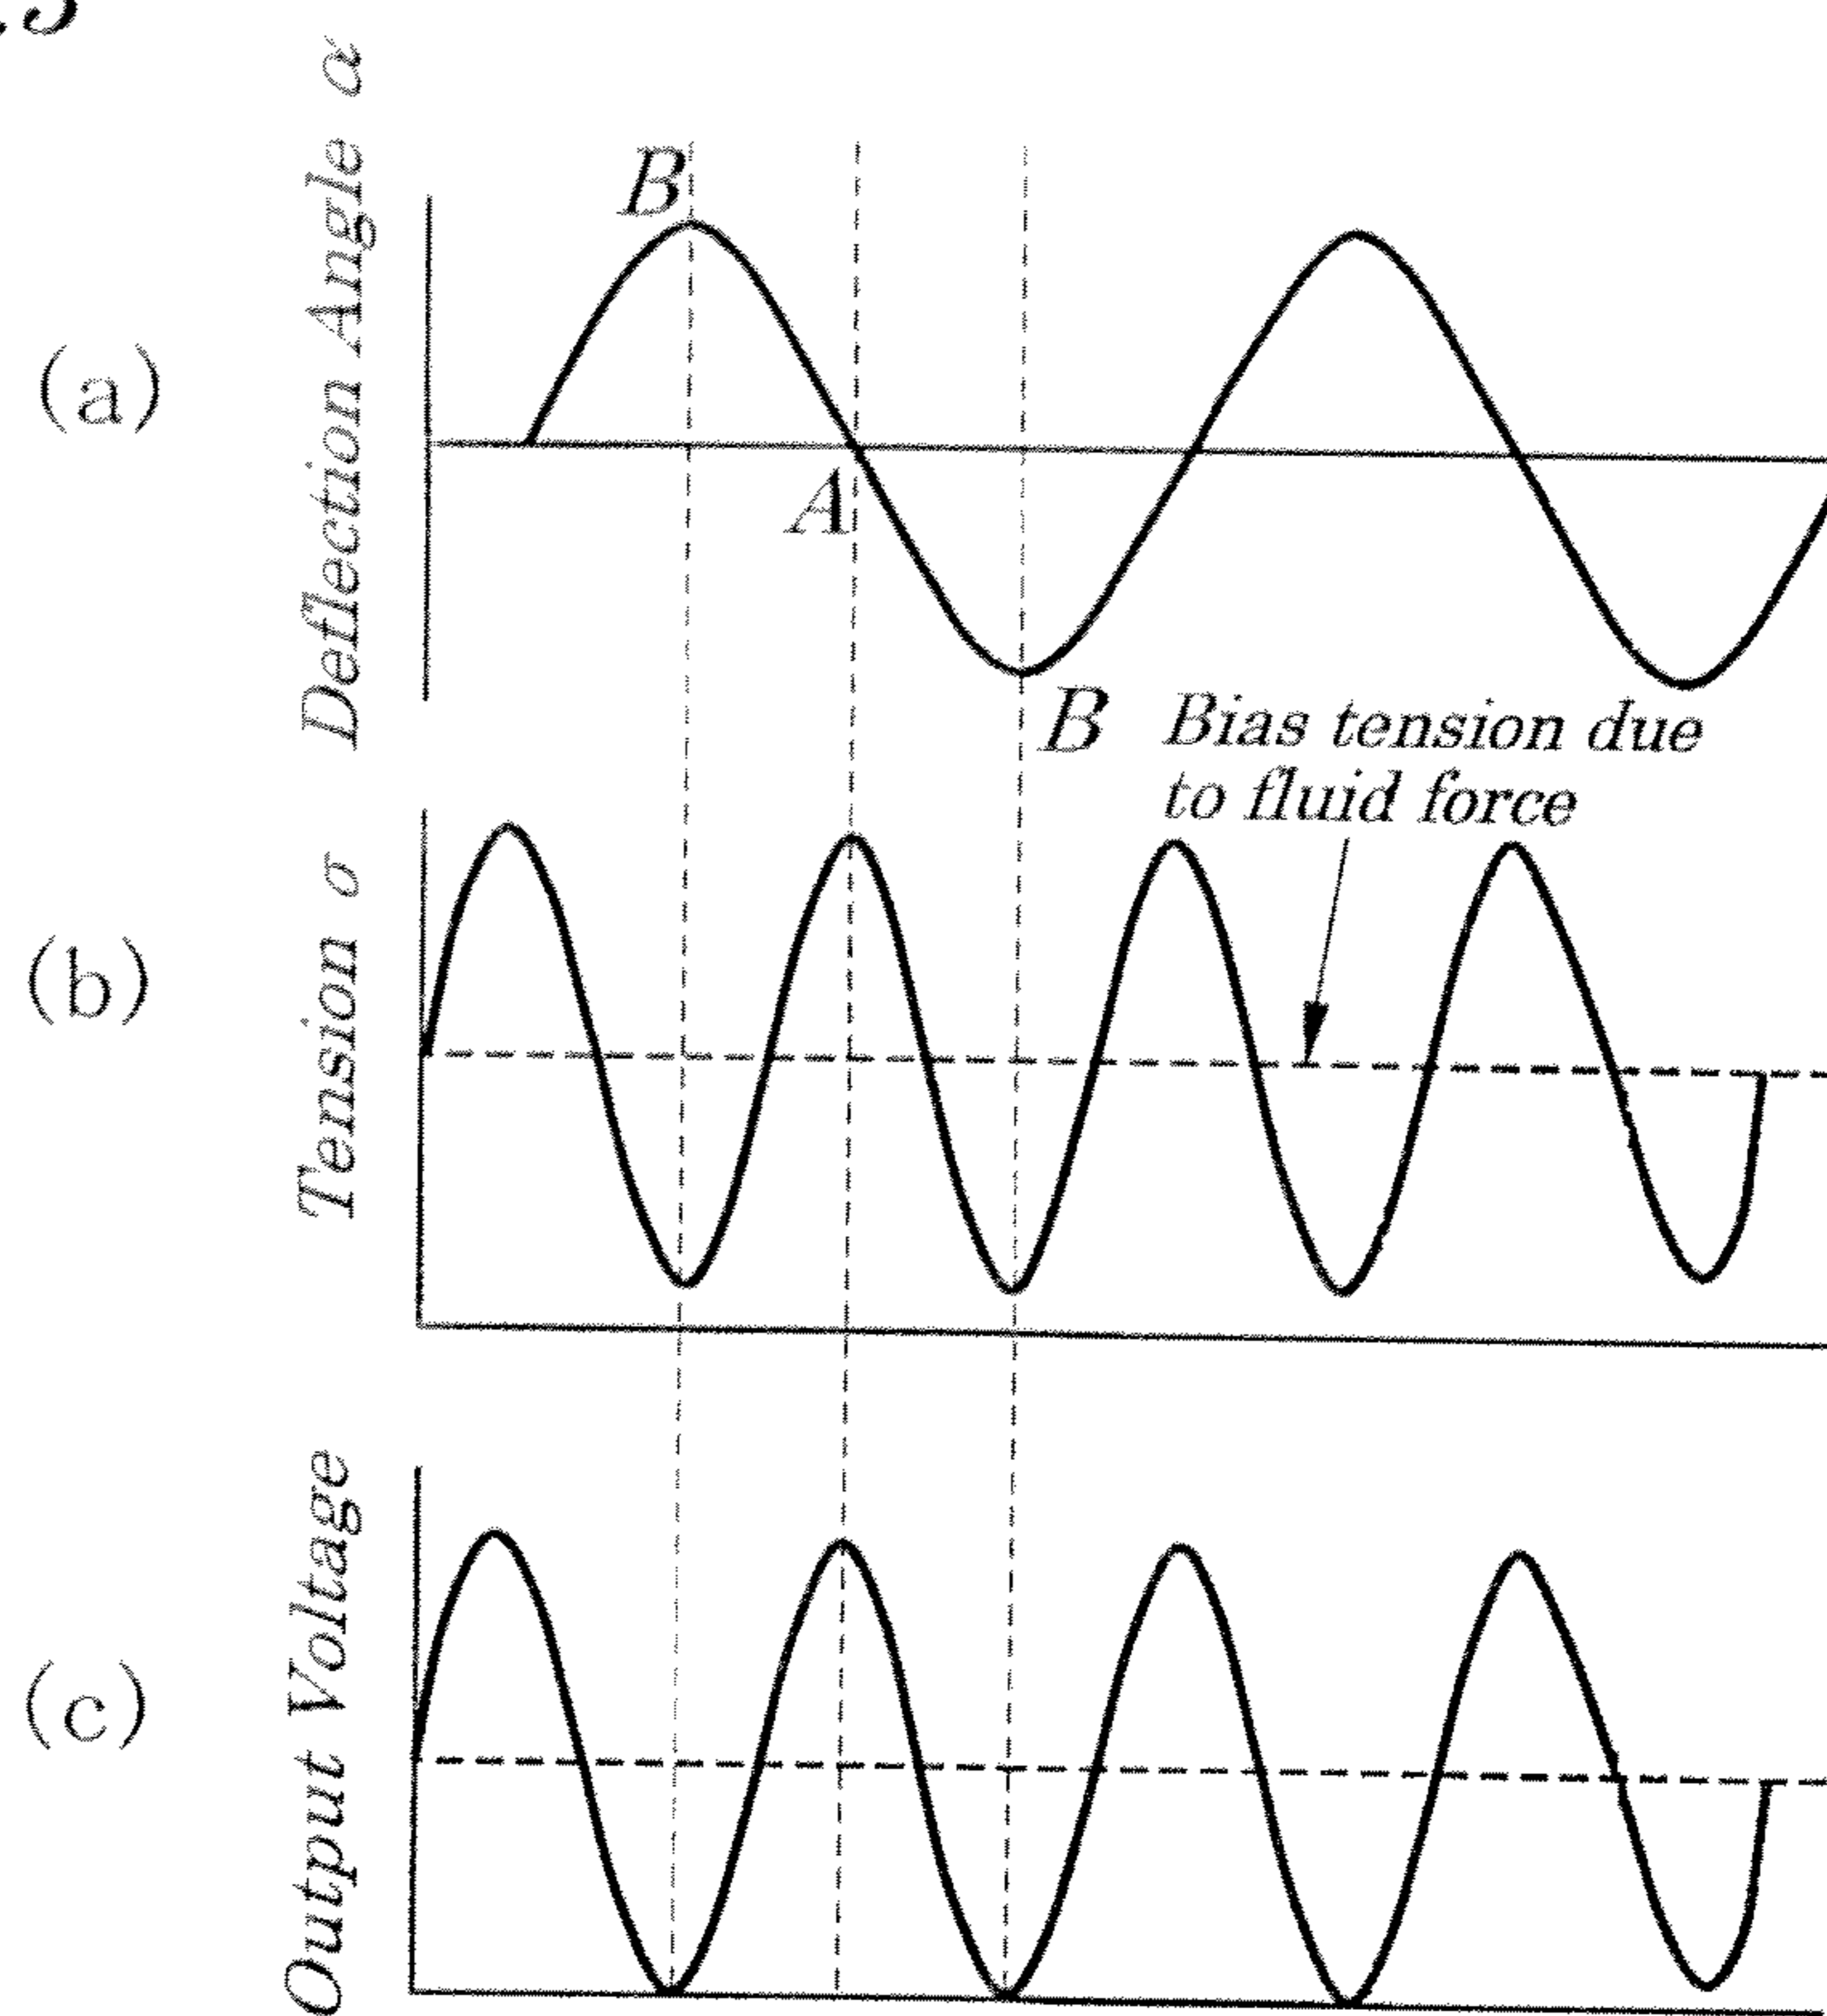 (a)
Deflection Angle α
B
A
B
Bias tension due
to fluid force
(b)
Tension σ
(c)
Output Voltage